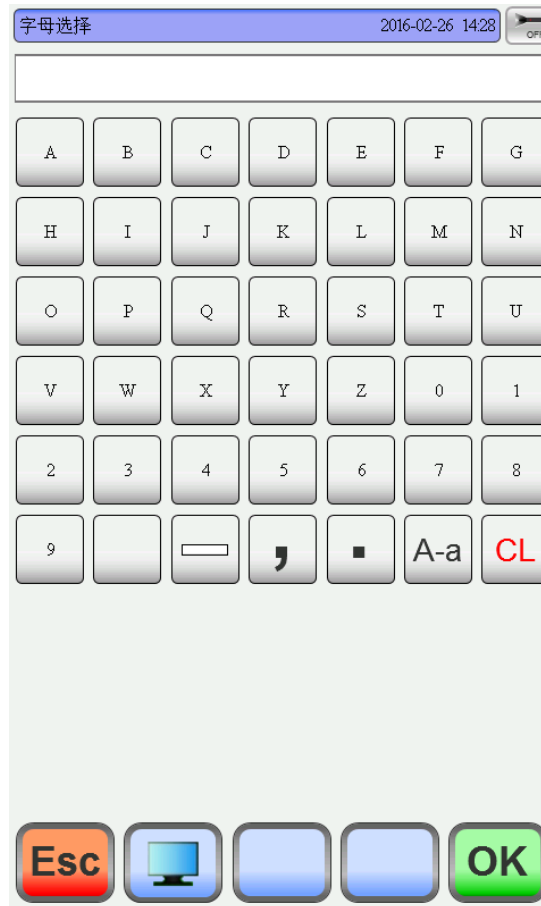 字母选择 2016-02-26 14:28
A B C D E F G
H I J K L M N
O P Q R S T U
V W X Y Z 0 1
2 3 4 5 6 7 8
9 , . A-a CL
Esc OK